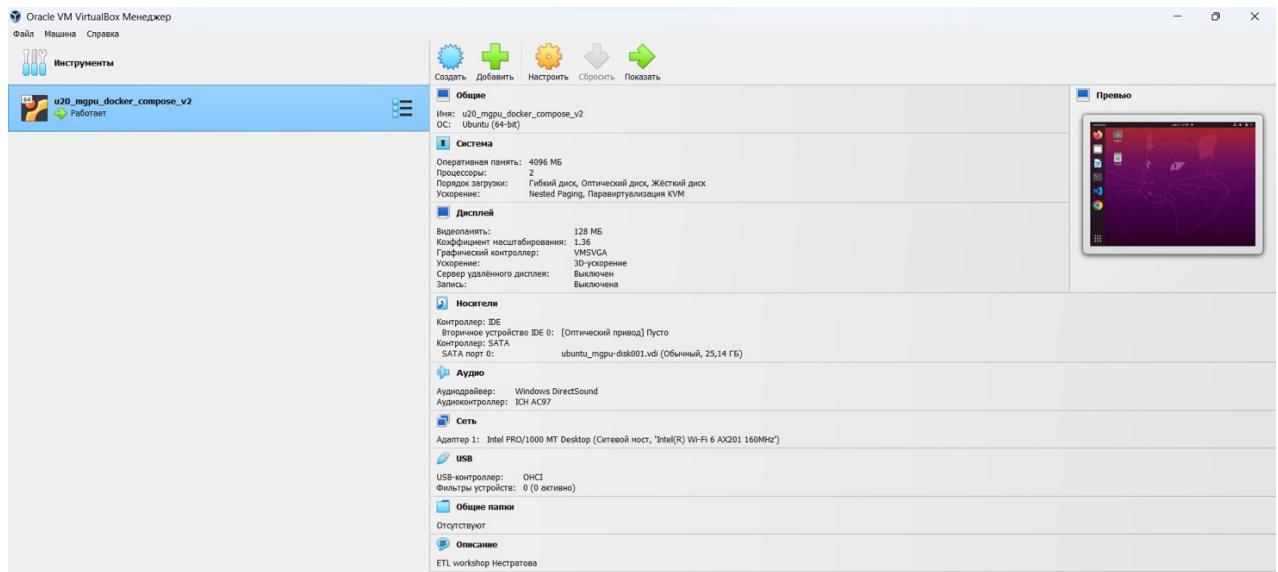 Oracle VM VirtualBox Менеджер
Файл Машина Справка
Инструменты
Создать Добавить Настроить Сбросить Показать
64
u20_mgpu_docker_compose_v2
Работает
Общие
Имя: u20_mgpu_docker_compose_v2
ОС: Ubuntu (64-bit)
Превью
Система
Оперативная память: 4096 МБ
Процессоры: 2
Порядок загрузки: Гибкий диск, Оптический диск, Жёсткий диск
Ускорение: Nested Paging, Паравиртуализация KVM
Дисплей
Видеопамять: 128 МБ
Коэффициент масштабирования: 1.36
Графический контроллер: VMSVGA
Ускорение: 3D-ускорение
Сервер удалённого дисплея: Выключен
Запись: Выключена
Носители
Контроллер: IDE
Вторичное устройство IDE 0: [Оптический привод] Пусто
Контроллер: SATA
SATA порт 0: ubuntu_mgpu-disk001.vdi (Обычный, 25,14 ГБ)
Аудио
Аудиодрайвер: Windows DirectSound
Аудиоконтроллер: ICH AC97
Сеть
Адаптер 1: Intel PRO/1000 MT Desktop (Сетевой мост, 'Intel(R) Wi-Fi 6 AX201 160MHz')
USB
USB-контроллер: OHCI
Фильтры устройств: 0 (0 активно)
Общие папки
Отсутствуют
Описание
ETL workshop Нестратова